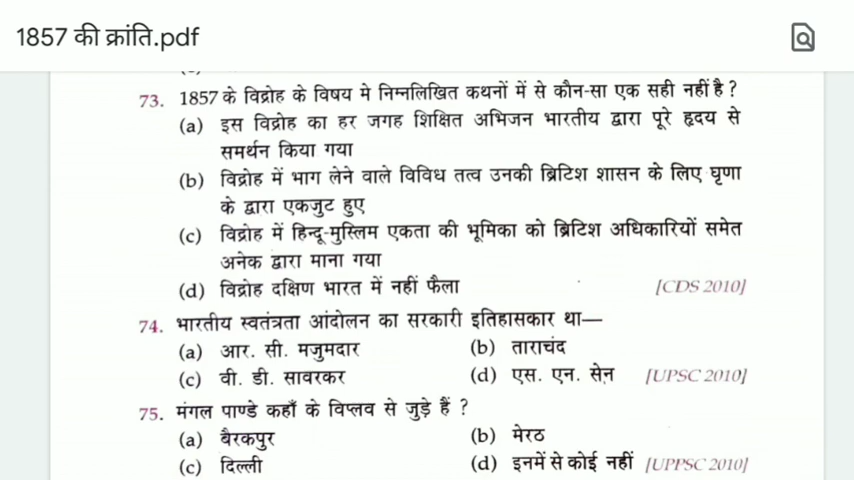 1857 की क्रांति.pdf
73. 1857 के विद्रोह के विषय मे निम्नलिखित कथनों में से कौन-सा एक सही नहीं है ?
(a) इस विद्रोह का हर जगह शिक्षित अभिजन भारतीय द्वारा पूरे हृदय से
समर्थन किया गया
(b) विद्रोह में भाग लेने वाले विविध तत्व उनकी ब्रिटिश शासन के लिए घृणा
के द्वारा एकजुट हुए
(c) विद्रोह में हिन्दू-मुस्लिम एकता की भूमिका को ब्रिटिश अधिकारियों समेत
अनेक द्वारा माना गया
(d) विद्रोह दक्षिण भारत में नहीं फैला [CDS 2010]
74. भारतीय स्वतंत्रता आंदोलन का सरकारी इतिहासकार था—
(a) आर. सी. मजुमदार (b) ताराचंद
(c) वी. डी. सावरकर (d) एस. एन. सेन [UPSC 2010]
75. मंगल पाण्डे कहाँ के विप्लव से जुड़े हैं ?
(a) बैरकपुर (b) मेरठ
(c) दिल्ली (d) इनमें से कोई नहीं [UPPSC 2010]